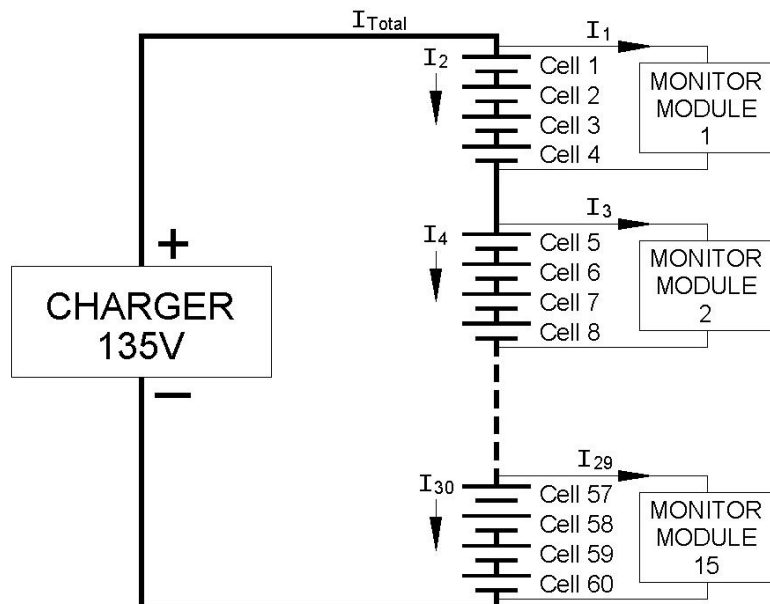 I Total
I1
I2
Cell 1
Cell 2
Cell 3
Cell 4
MONITOR
MODULE
1
I3
I4
Cell 5
Cell 6
Cell 7
Cell 8
MONITOR
MODULE
2
+
CHARGER
135V
−
I29
I30
Cell 57
Cell 58
Cell 59
Cell 60
MONITOR
MODULE
15